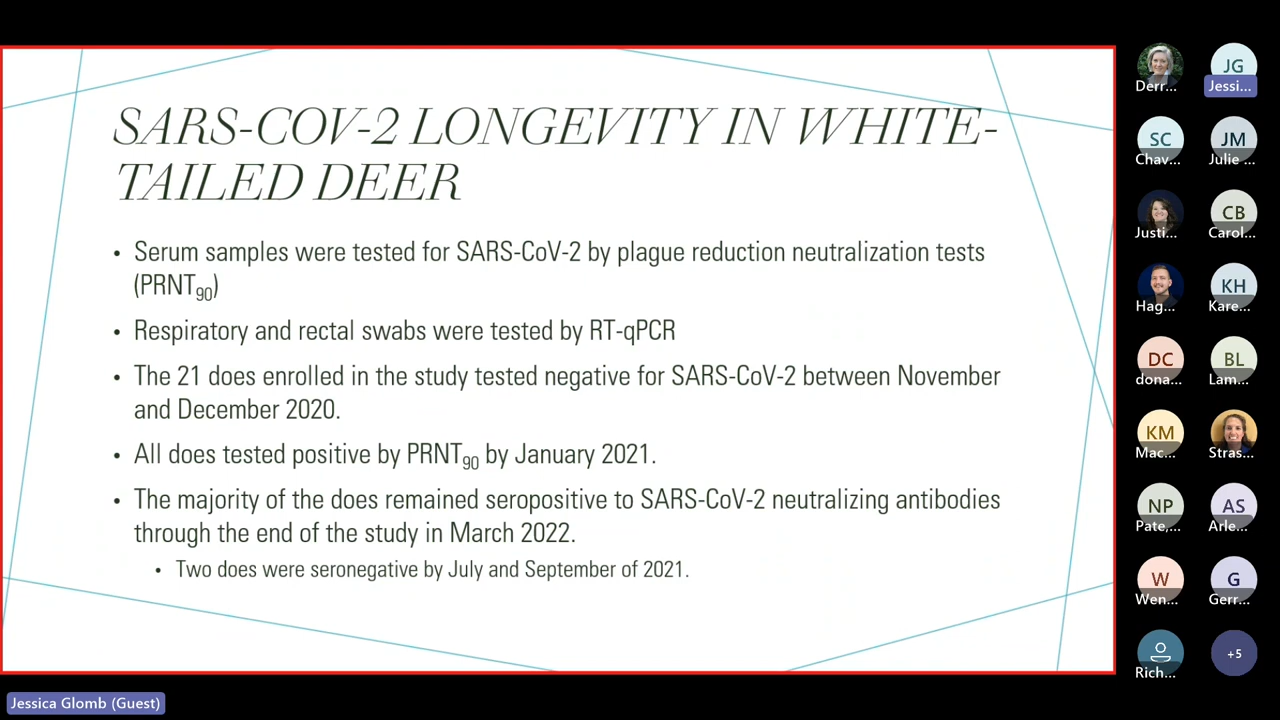 SARS-COV-2 LONGEVITY IN WHITE-
TAILED DEER
• Serum samples were tested for SARS-CoV-2 by plague reduction neutralization tests
(PRNT90)
• Respiratory and rectal swabs were tested by RT-qPCR
• The 21 does enrolled in the study tested negative for SARS-CoV-2 between November
and December 2020.
• All does tested positive by PRNT90 by January 2021.
• The majority of the does remained seropositive to SARS-CoV-2 neutralizing antibodies
through the end of the study in March 2022.
• Two does were seronegative by July and September of 2021.
Jessica Glomb (Guest)
Derr...
JG
Jessi...
SC
Chav...
JM
Julie ...
Justi...
CB
Carol...
Hag...
KH
Kare...
DC
dona...
BL
Lam...
KM
Mac...
Stras...
NP
Pate,...
AS
Arle...
W
Wen...
G
Gerr...
Rich...
+5